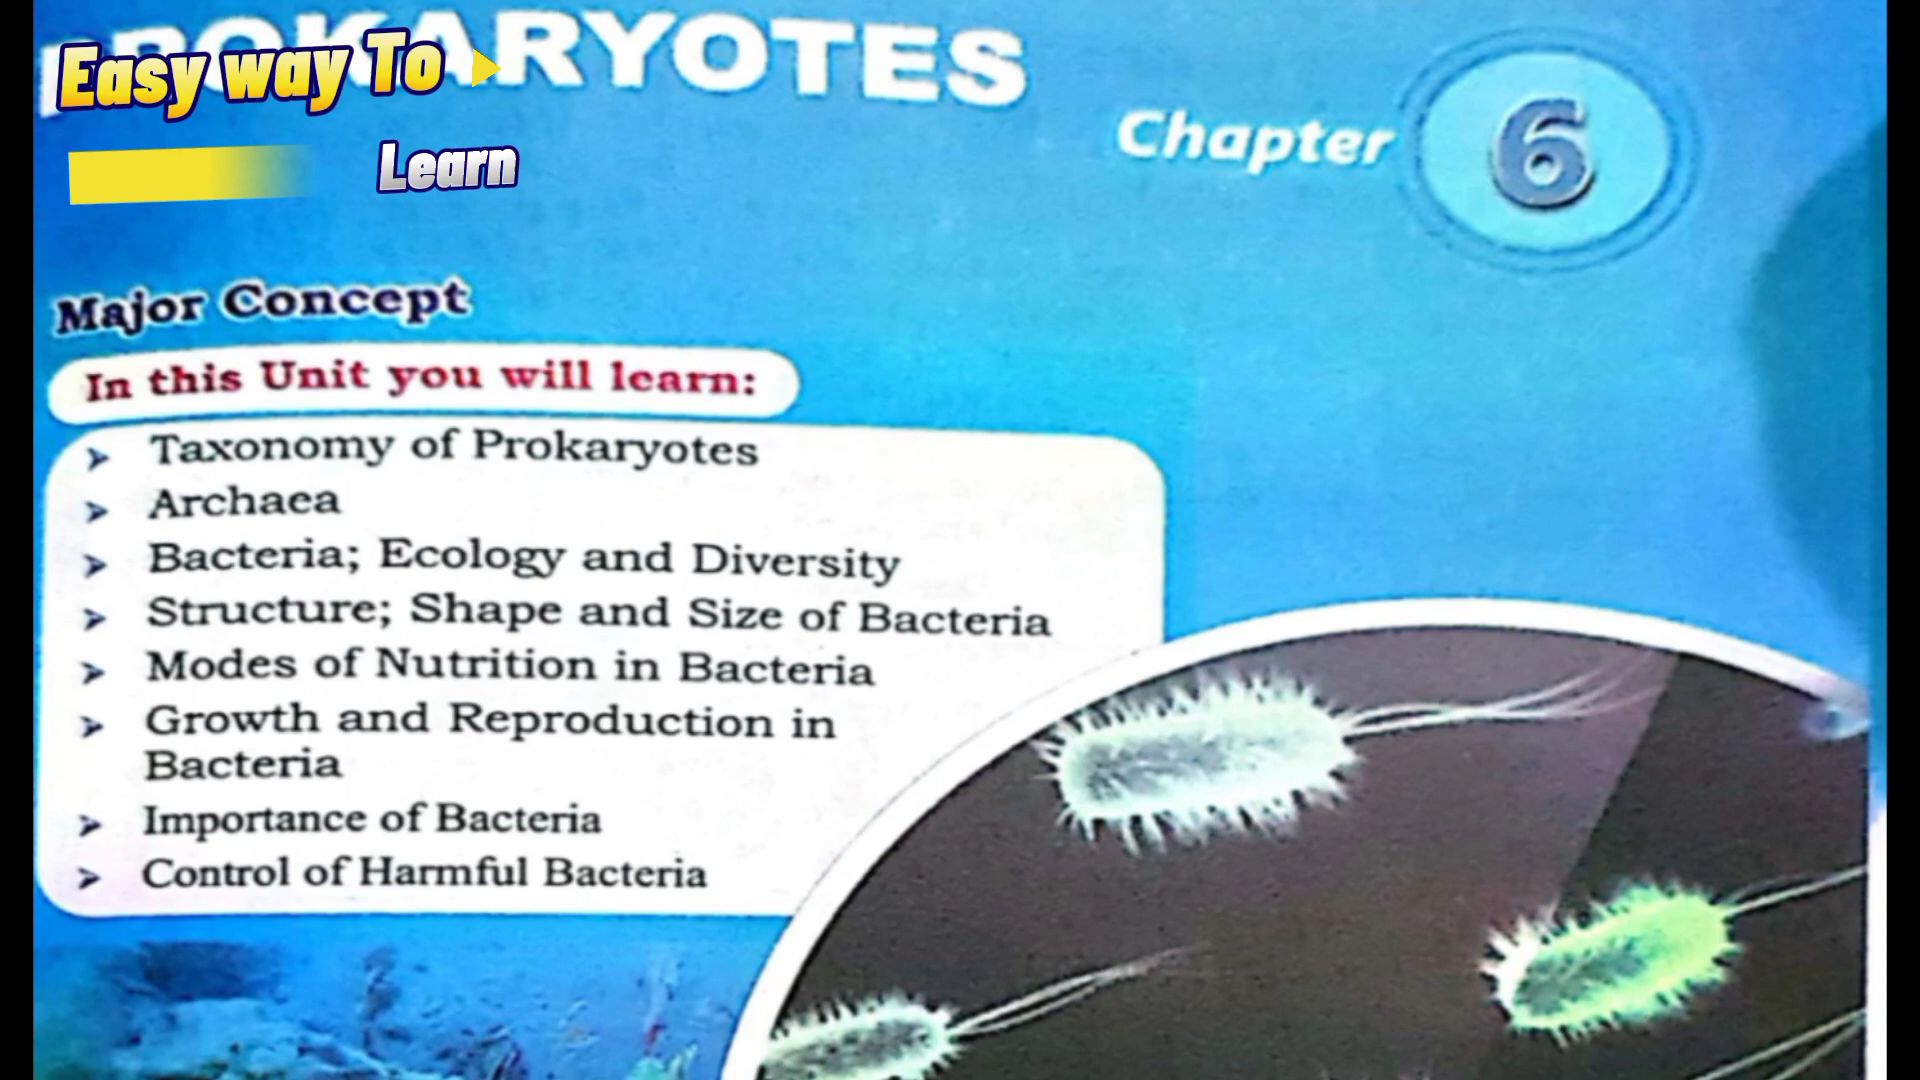 PROKARYOTES
Easy way To
Learn
Chapter 6
Major Concept
In this Unit you will learn:
➤ Taxonomy of Prokaryotes
➤ Archaea
➤ Bacteria; Ecology and Diversity
➤ Structure; Shape and Size of Bacteria
➤ Modes of Nutrition in Bacteria
➤ Growth and Reproduction in
Bacteria
➤ Importance of Bacteria
➤ Control of Harmful Bacteria